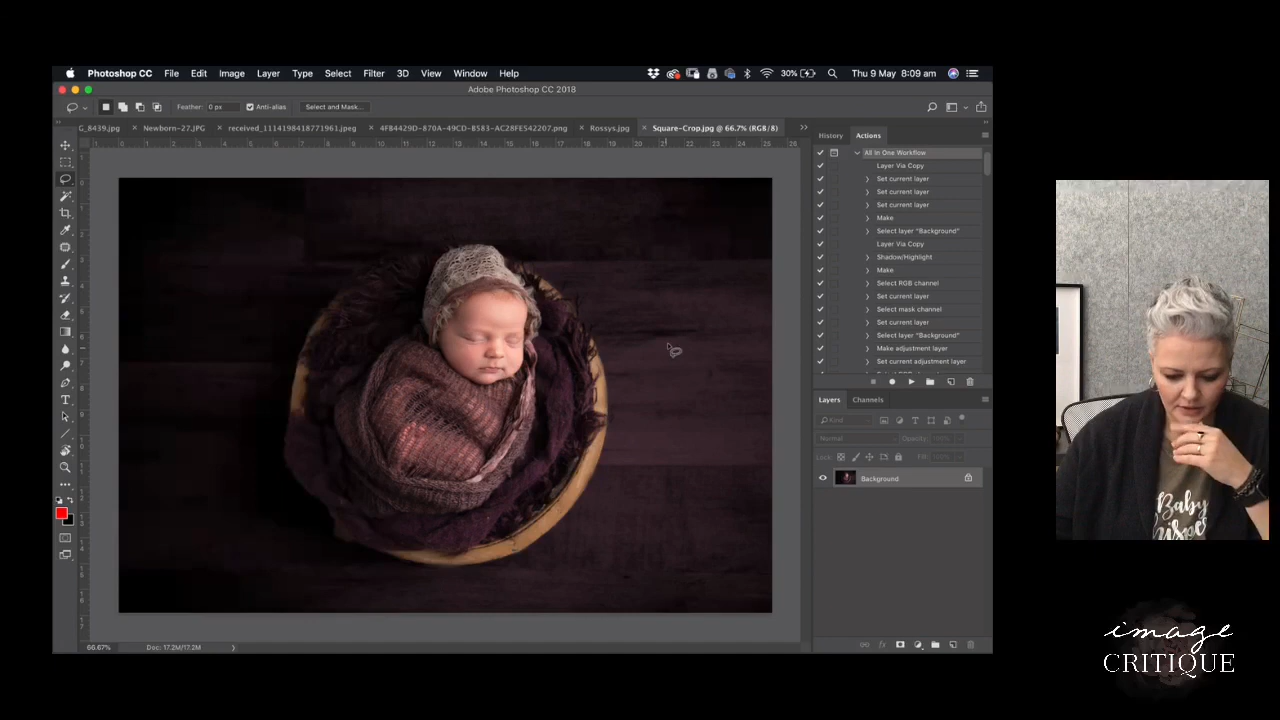 Photoshop CC File Edit Image Layer Type Select Filter 3D View Window Help 30% Thu 9 May 8:09 am
Adobe Photoshop CC 2018
Feather: 0 px Anti-alias Select and Mask...
G_8439.jpg Newborn-27.JPG received_1114198418771961.jpeg 4FB4429D-870A-49CD-B583-AC28FE542207.png Rossys.jpg Square-Crop.jpg @ 66.7% (RGB/8)
History Actions
All In One Workflow
Layer Via Copy
Set current layer
Set current layer
Set current layer
Make
Select layer "Background"
Layer Via Copy
Shadow/Highlight
Make
Select RGB channel
Set current layer
Select mask channel
Set current layer
Select layer "Background"
Make adjustment layer
Set current adjustment layer
Layers Channels
Kind
Normal Opacity: 100%
Lock: Fill: 100%
Background
66.67% Doc: 17.2M/17.2M
Baby
image
CRITIQUE